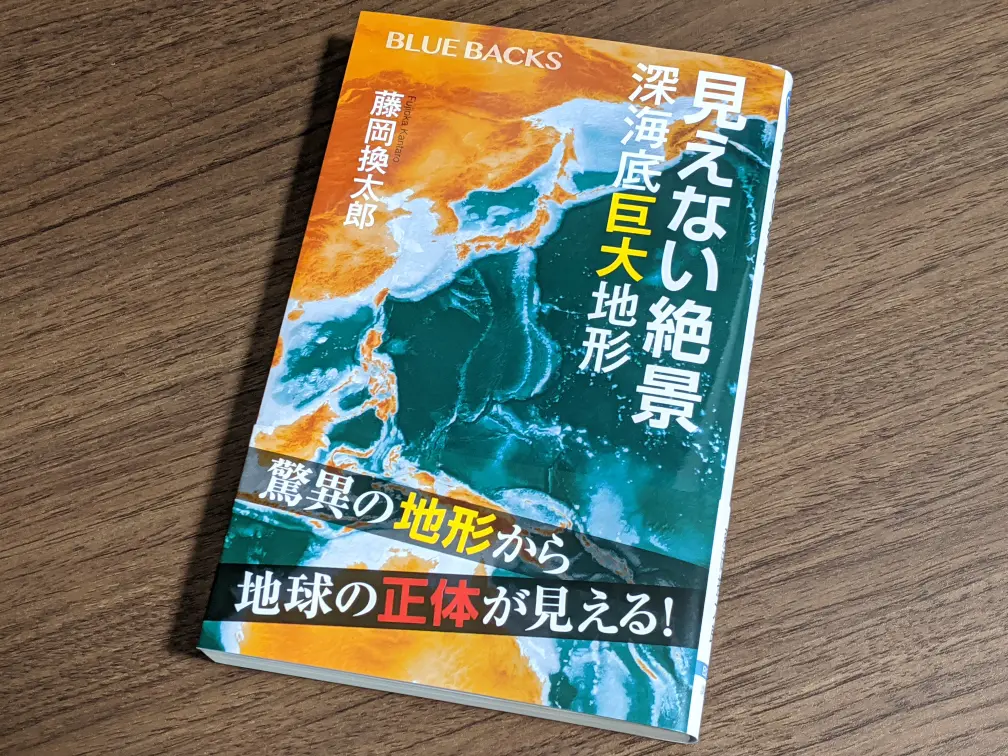 BLUE BACKS
見えない絶景
深海底巨大地形
藤岡換太郎
Fujioka Kantaro
驚異の地形から
地球の正体が見える!